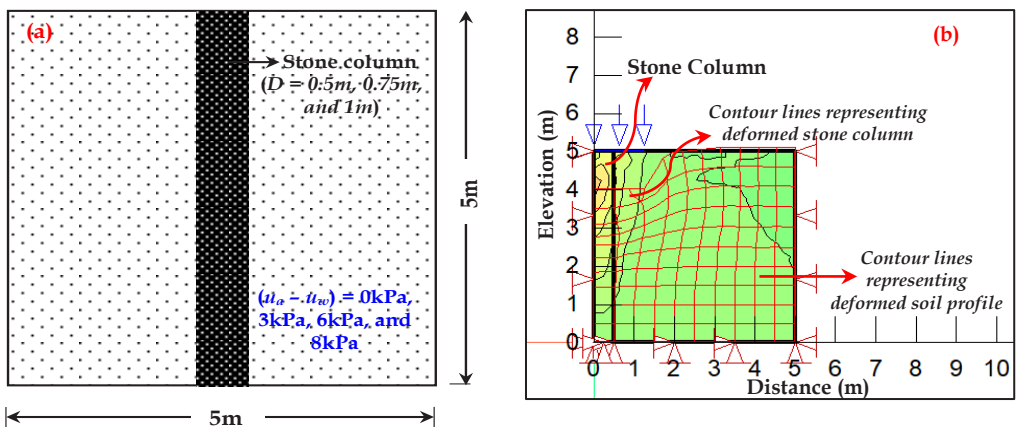 (a)
Stone column
(D = 0.5m, 0.75m,
and 1m)
(uₐ – u_w) = 0kPa,
3kPa, 6kPa, and
8kPa
5m
5m
(b)
Stone Column
Contour lines representing
deformed stone column
Contour lines
representing
deformed soil profile
Elevation (m)
8
7
6
5
4
3
2
1
0
0 1 2 3 4 5 6 7 8 9 10
Distance (m)